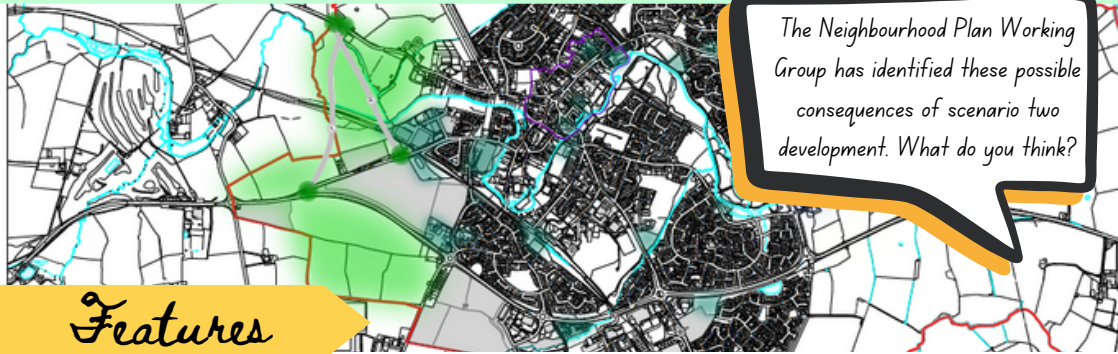 The Neighbourhood Plan Working
Group has identified these possible
consequences of scenario two
development. What do you think?
Features